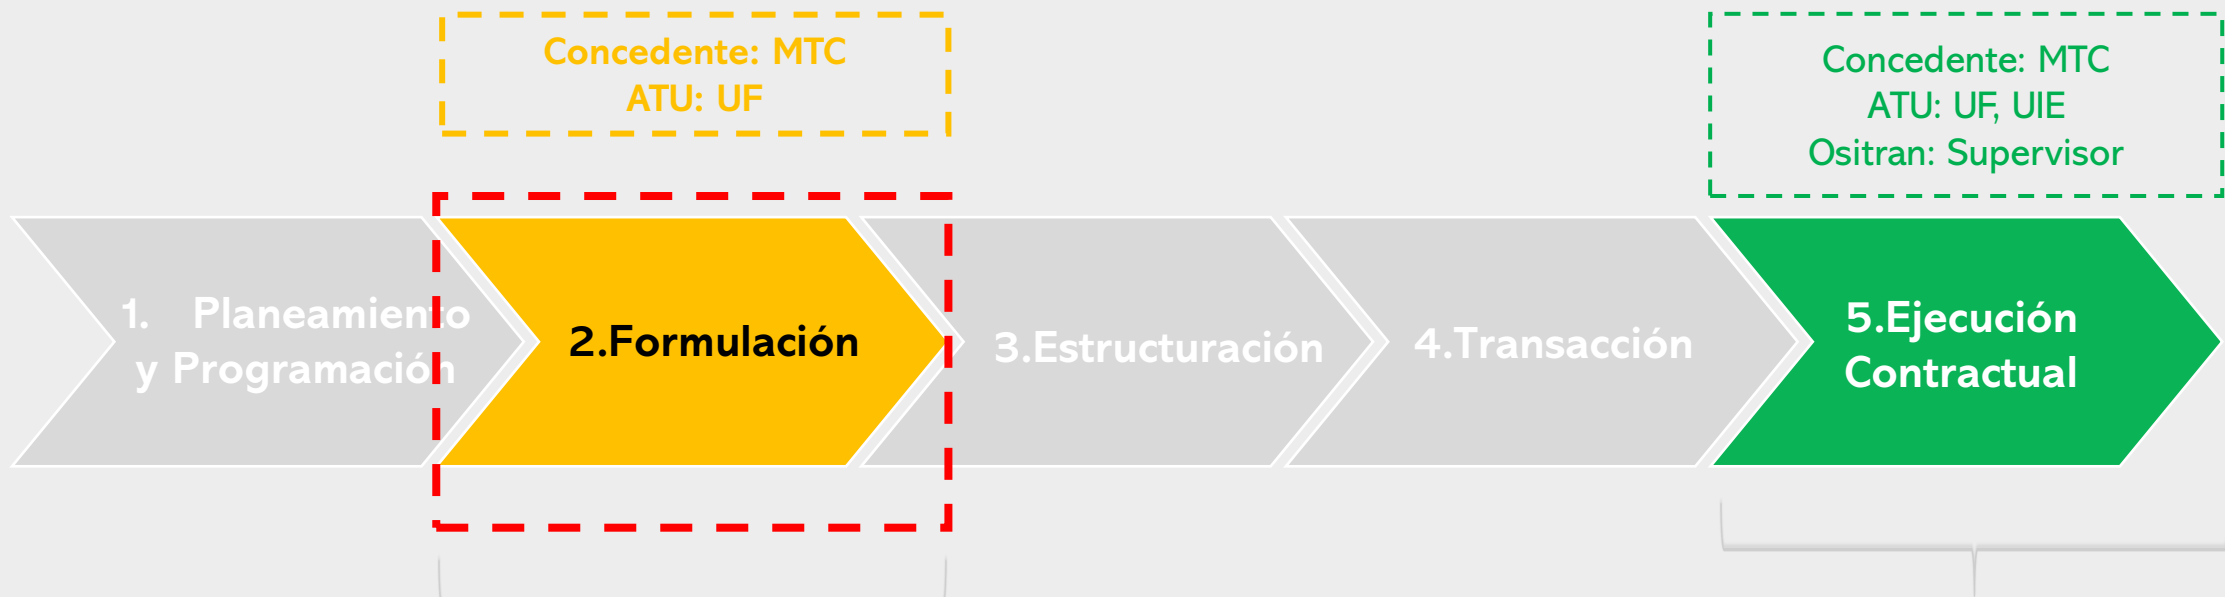 Concedente: MTC
ATU: UF
Concedente: MTC
ATU: UF, UIE
Ositran: Supervisor
1. Planeamiento
y Programación
2.Formulación
3.Estructuración
4.Transacción
5.Ejecución
Contractual